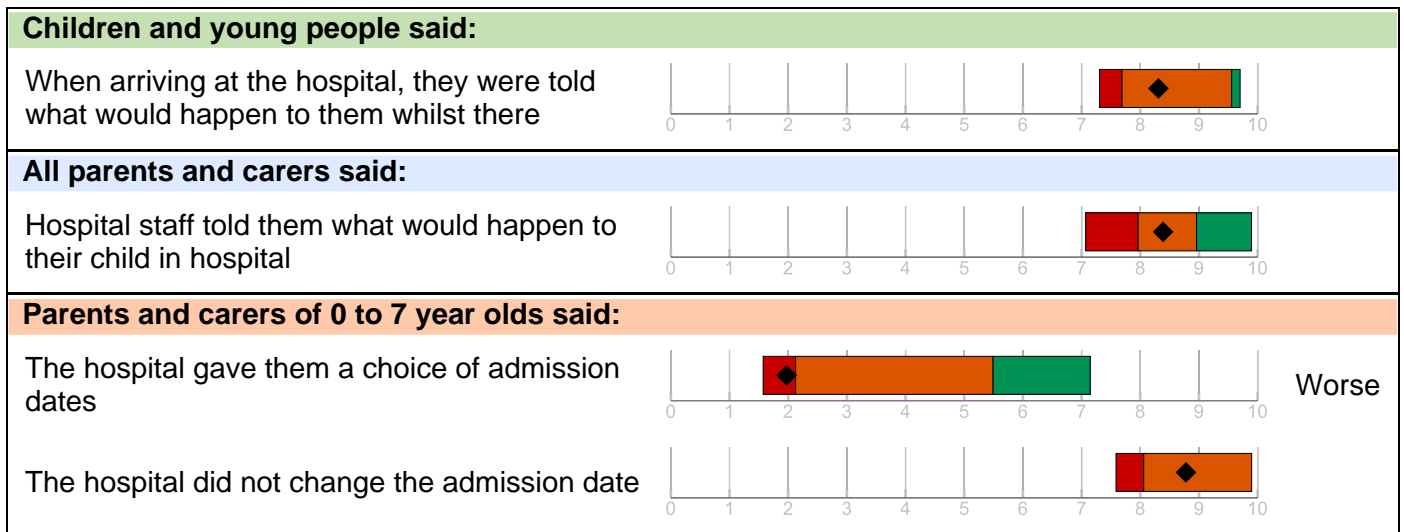 Children and young people said:
When arriving at the hospital, they were told
what would happen to them whilst there
0 1 2 3 4 5 6 7 8 9 10
All parents and carers said:
Hospital staff told them what would happen to
their child in hospital
0 1 2 3 4 5 6 7 8 9 10
Parents and carers of 0 to 7 year olds said:
The hospital gave them a choice of admission
dates
0 1 2 3 4 5 6 7 8 9 10
Worse
The hospital did not change the admission date
0 1 2 3 4 5 6 7 8 9 10